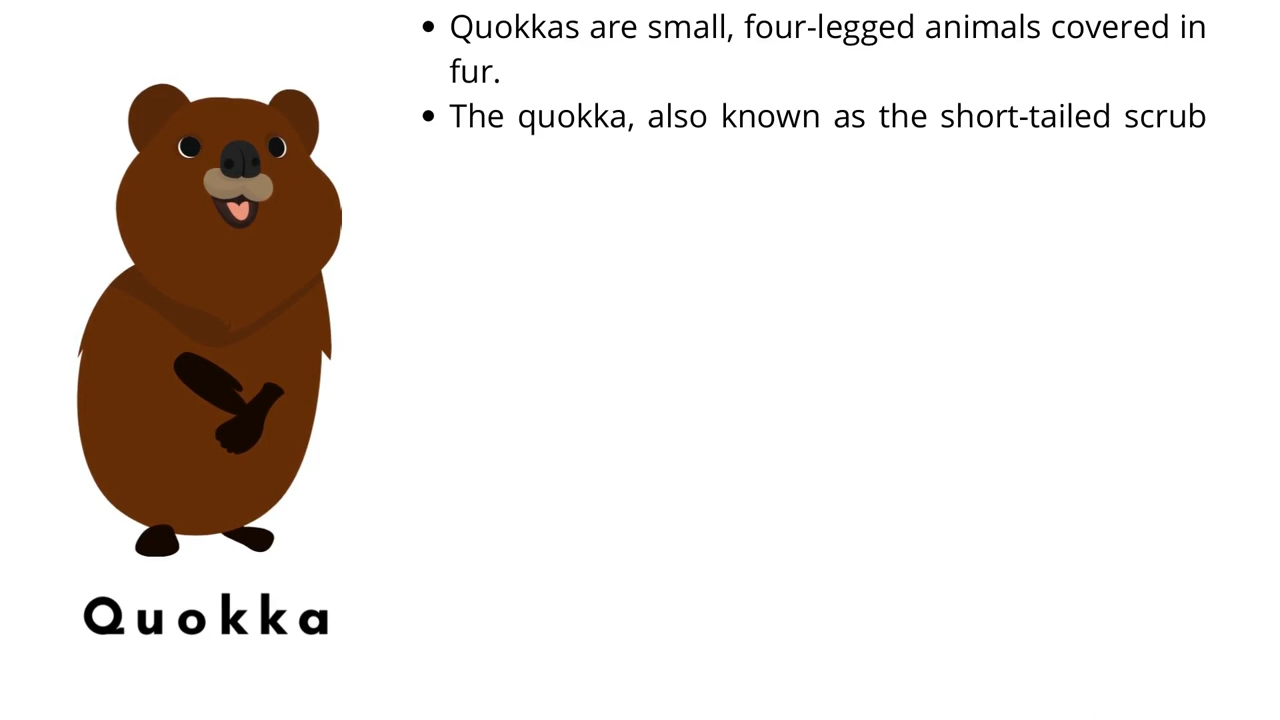 • Quokkas are small, four-legged animals covered in
fur.
• The quokka, also known as the short-tailed scrub
Quokka